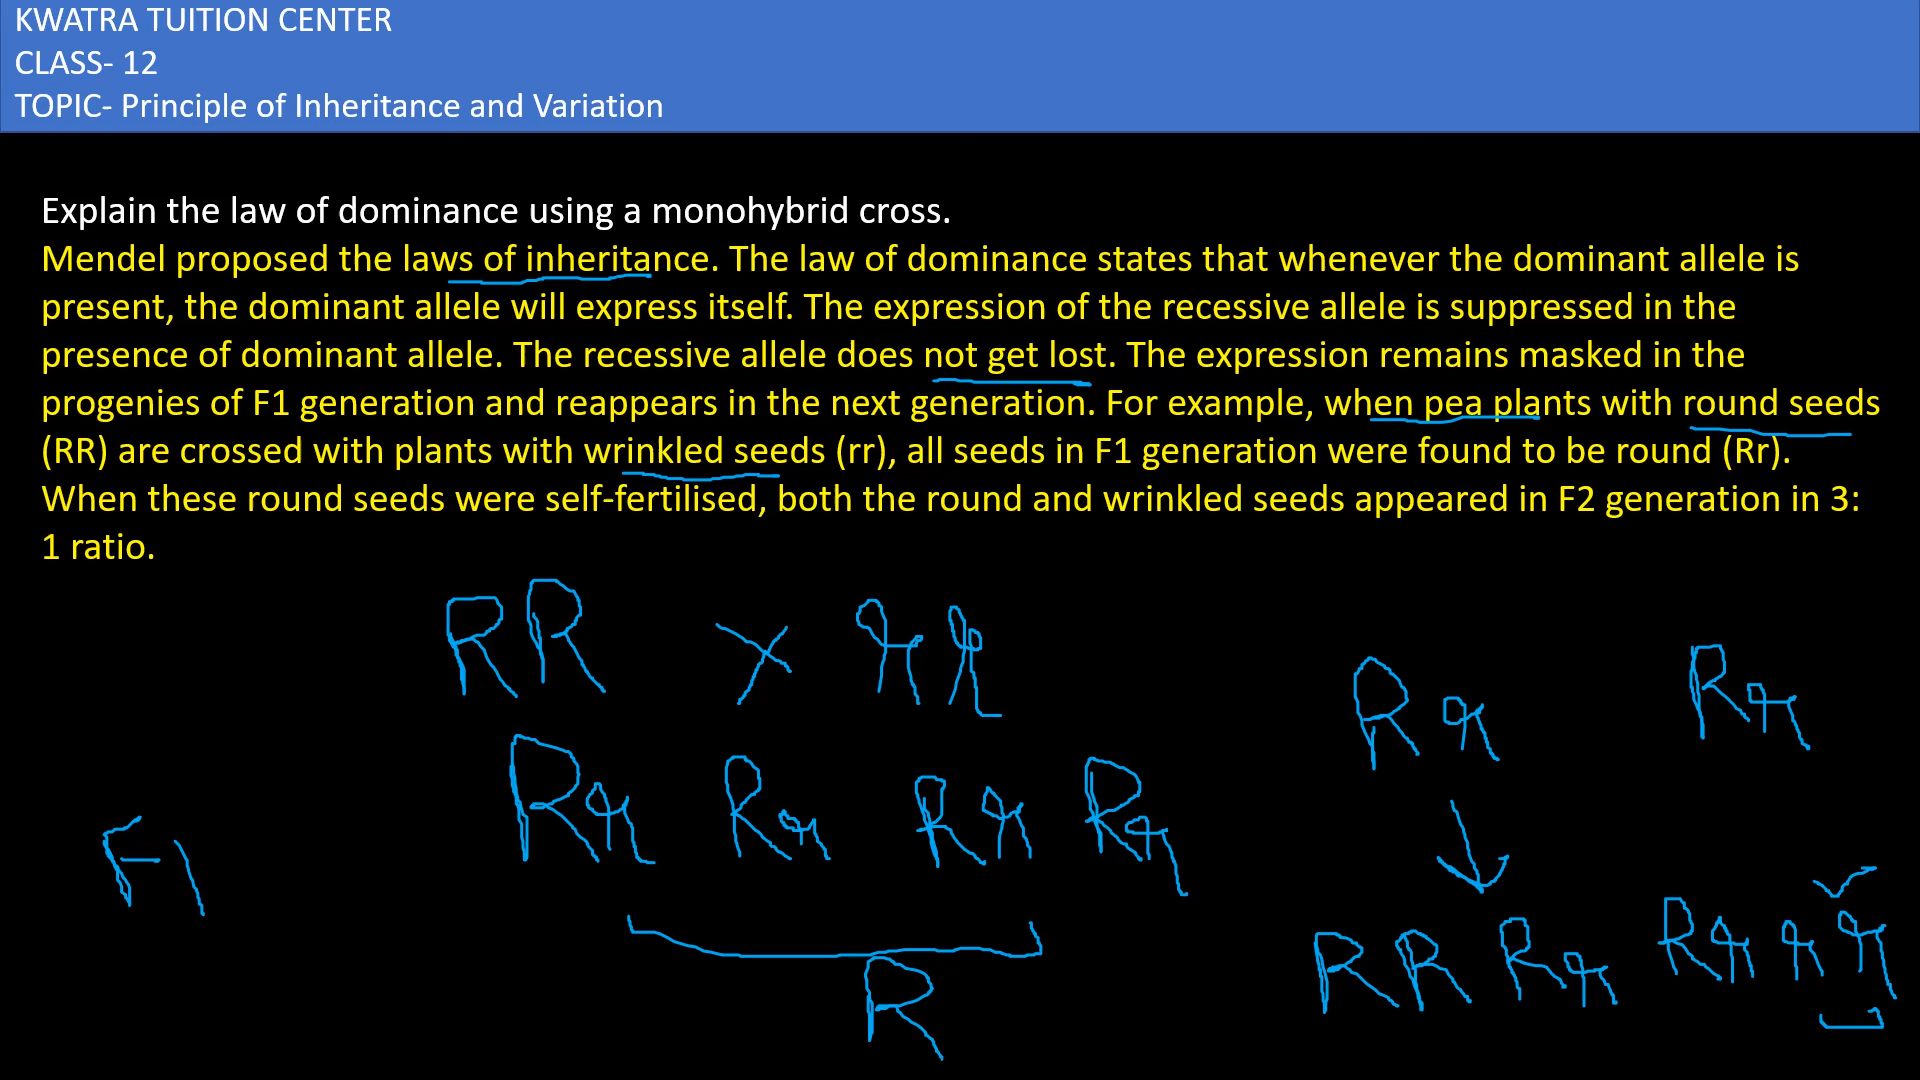 KWATRA TUITION CENTER
CLASS- 12
TOPIC- Principle of Inheritance and Variation
Explain the law of dominance using a monohybrid cross.
Mendel proposed the laws of inheritance. The law of dominance states that whenever the dominant allele is
present, the dominant allele will express itself. The expression of the recessive allele is suppressed in the
presence of dominant allele. The recessive allele does not get lost. The expression remains masked in the
progenies of F1 generation and reappears in the next generation. For example, when pea plants with round seeds
(RR) are crossed with plants with wrinkled seeds (rr), all seeds in F1 generation were found to be round (Rr).
When these round seeds were self-fertilised, both the round and wrinkled seeds appeared in F2 generation in 3:
1 ratio.
RR × rr
Rr Rr
F1 Rr Rr Rr Rr
RR Rr Rr rr
R